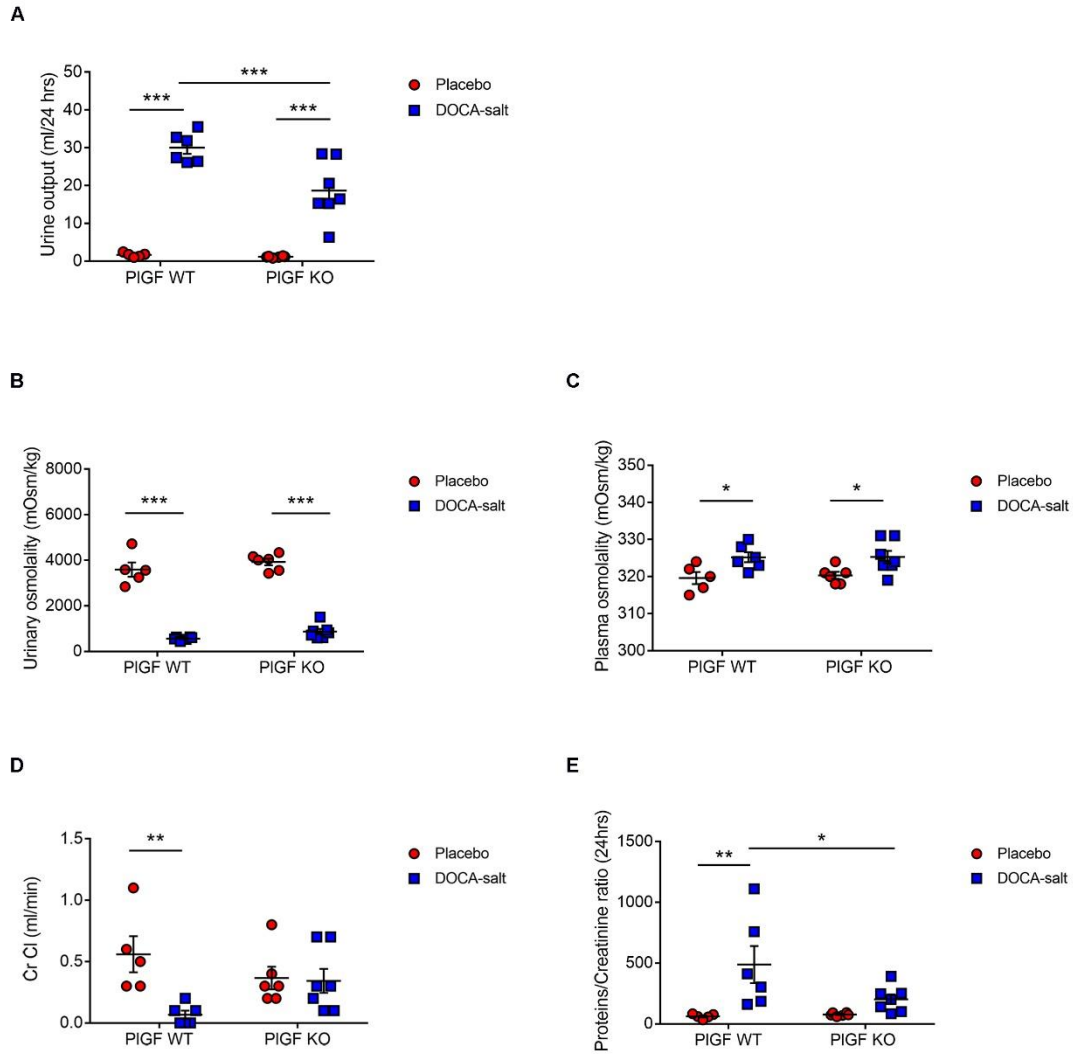 A
Urine output (ml/24 hrs)
50
40
30
20
10
0
***
***
***
PlGF WT
PlGF KO
Placebo
DOCA-salt
B
Urinary osmolality (mOsm/kg)
8000
6000
4000
2000
0
***
***
PlGF WT
PlGF KO
Placebo
DOCA-salt
C
Plasma osmolality (mOsm/kg)
350
340
330
320
310
300
*
*
PlGF WT
PlGF KO
Placebo
DOCA-salt
D
Cr Cl (ml/min)
1.5
1.0
0.5
0.0
**
PlGF WT
PlGF KO
Placebo
DOCA-salt
E
Proteins/Creatinine ratio (24hrs)
1500
1000
500
0
**
*
PlGF WT
PlGF KO
Placebo
DOCA-salt